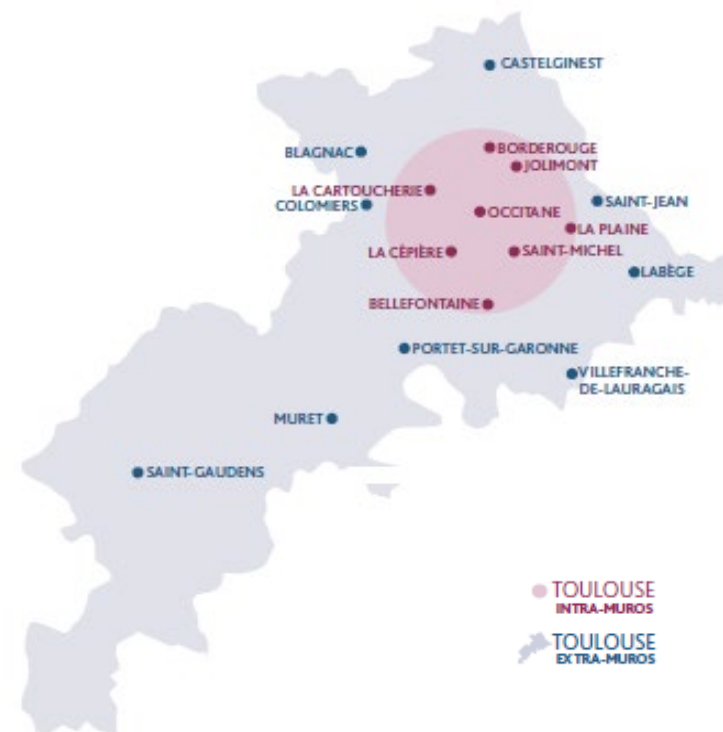 CASTELGINEST
BORDEROUGE
BLAGNAC
JOLIMONT
LA CARTOUCHERIE
COLOMIERS
SAINT-JEAN
OCCITANE
LA PLAINE
LA CÉPIÈRE
SAINT-MICHEL
LABÈGE
BELLEFONTAINE
PORTET-SUR-GARONNE
VILLEFRANCHE-
DE-LAURAGAIS
MURET
SAINT-GAUDENS
TOULOUSE
INTRA-MUROS
TOULOUSE
EXTRA-MUROS